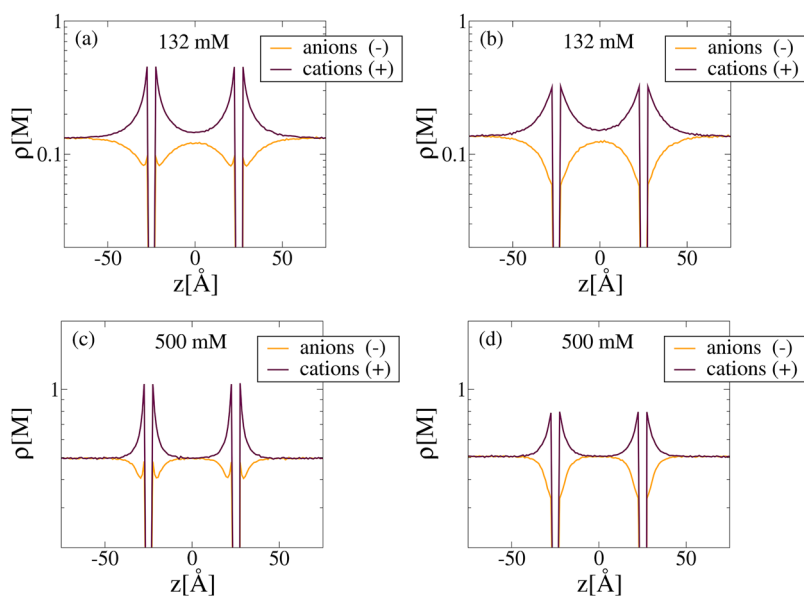 (a)
132 mM
anions (-)
cations (+)
1
0.1
ρ[M]
-50
0
50
z[Å]
(b)
132 mM
anions (-)
cations (+)
1
0.1
ρ[M]
-50
0
50
z[Å]
(c)
500 mM
anions (-)
cations (+)
1
ρ[M]
-50
0
50
z[Å]
(d)
500 mM
anions (-)
cations (+)
1
ρ[M]
-50
0
50
z[Å]